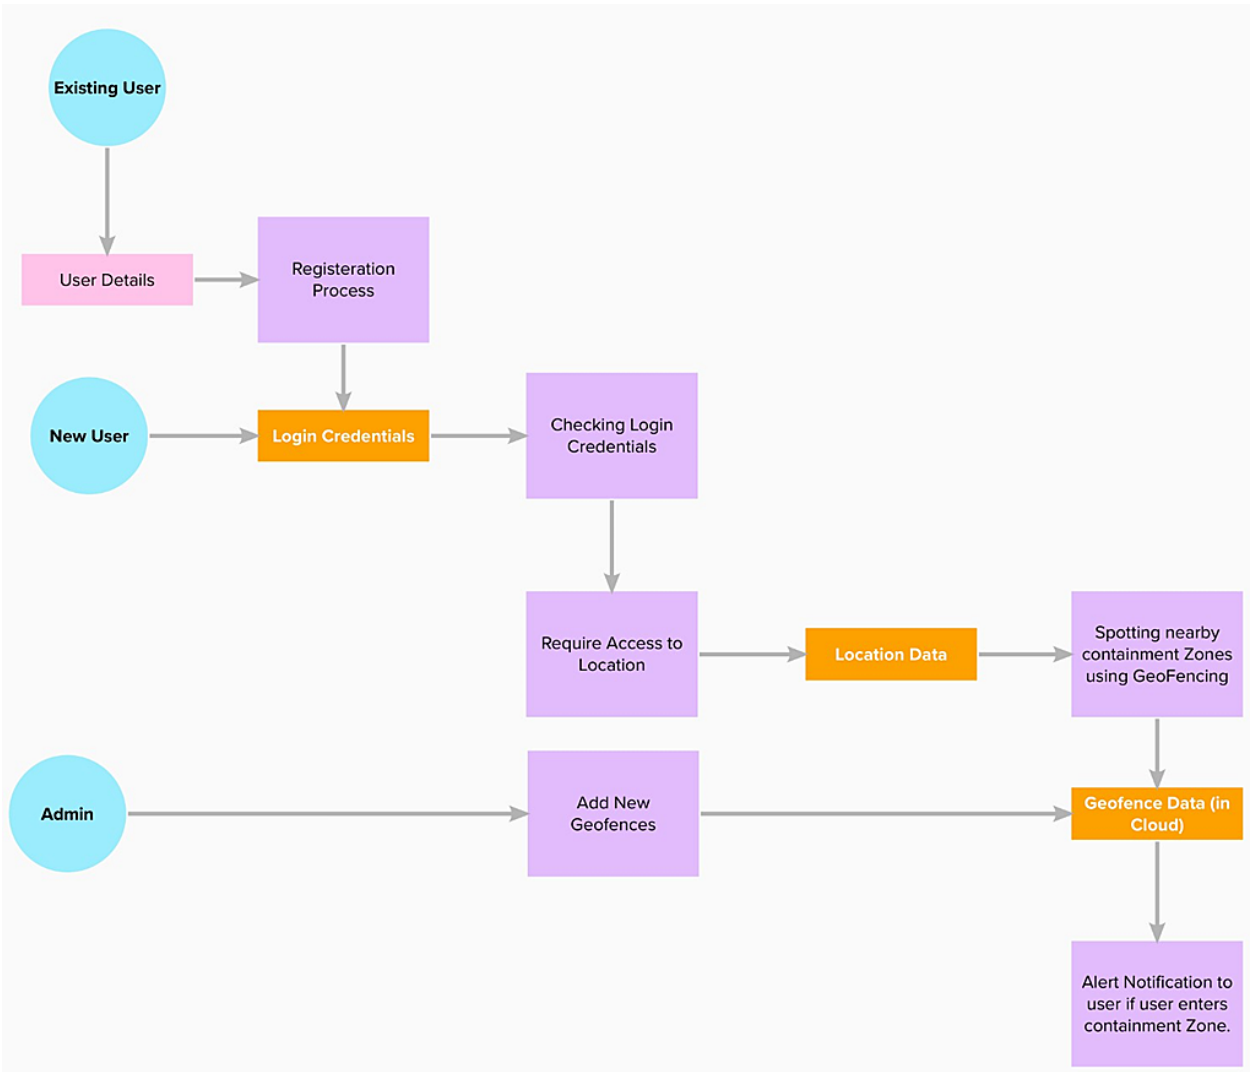 Existing User
User Details
Registeration
Process
New User
Login Credentials
Checking Login
Credentials
Require Access to
Location
Location Data
Spotting nearby
containment Zones
using GeoFencing
Admin
Add New
Geofences
Geofence Data (in
Cloud)
Alert Notification to
user if user enters
containment Zone.